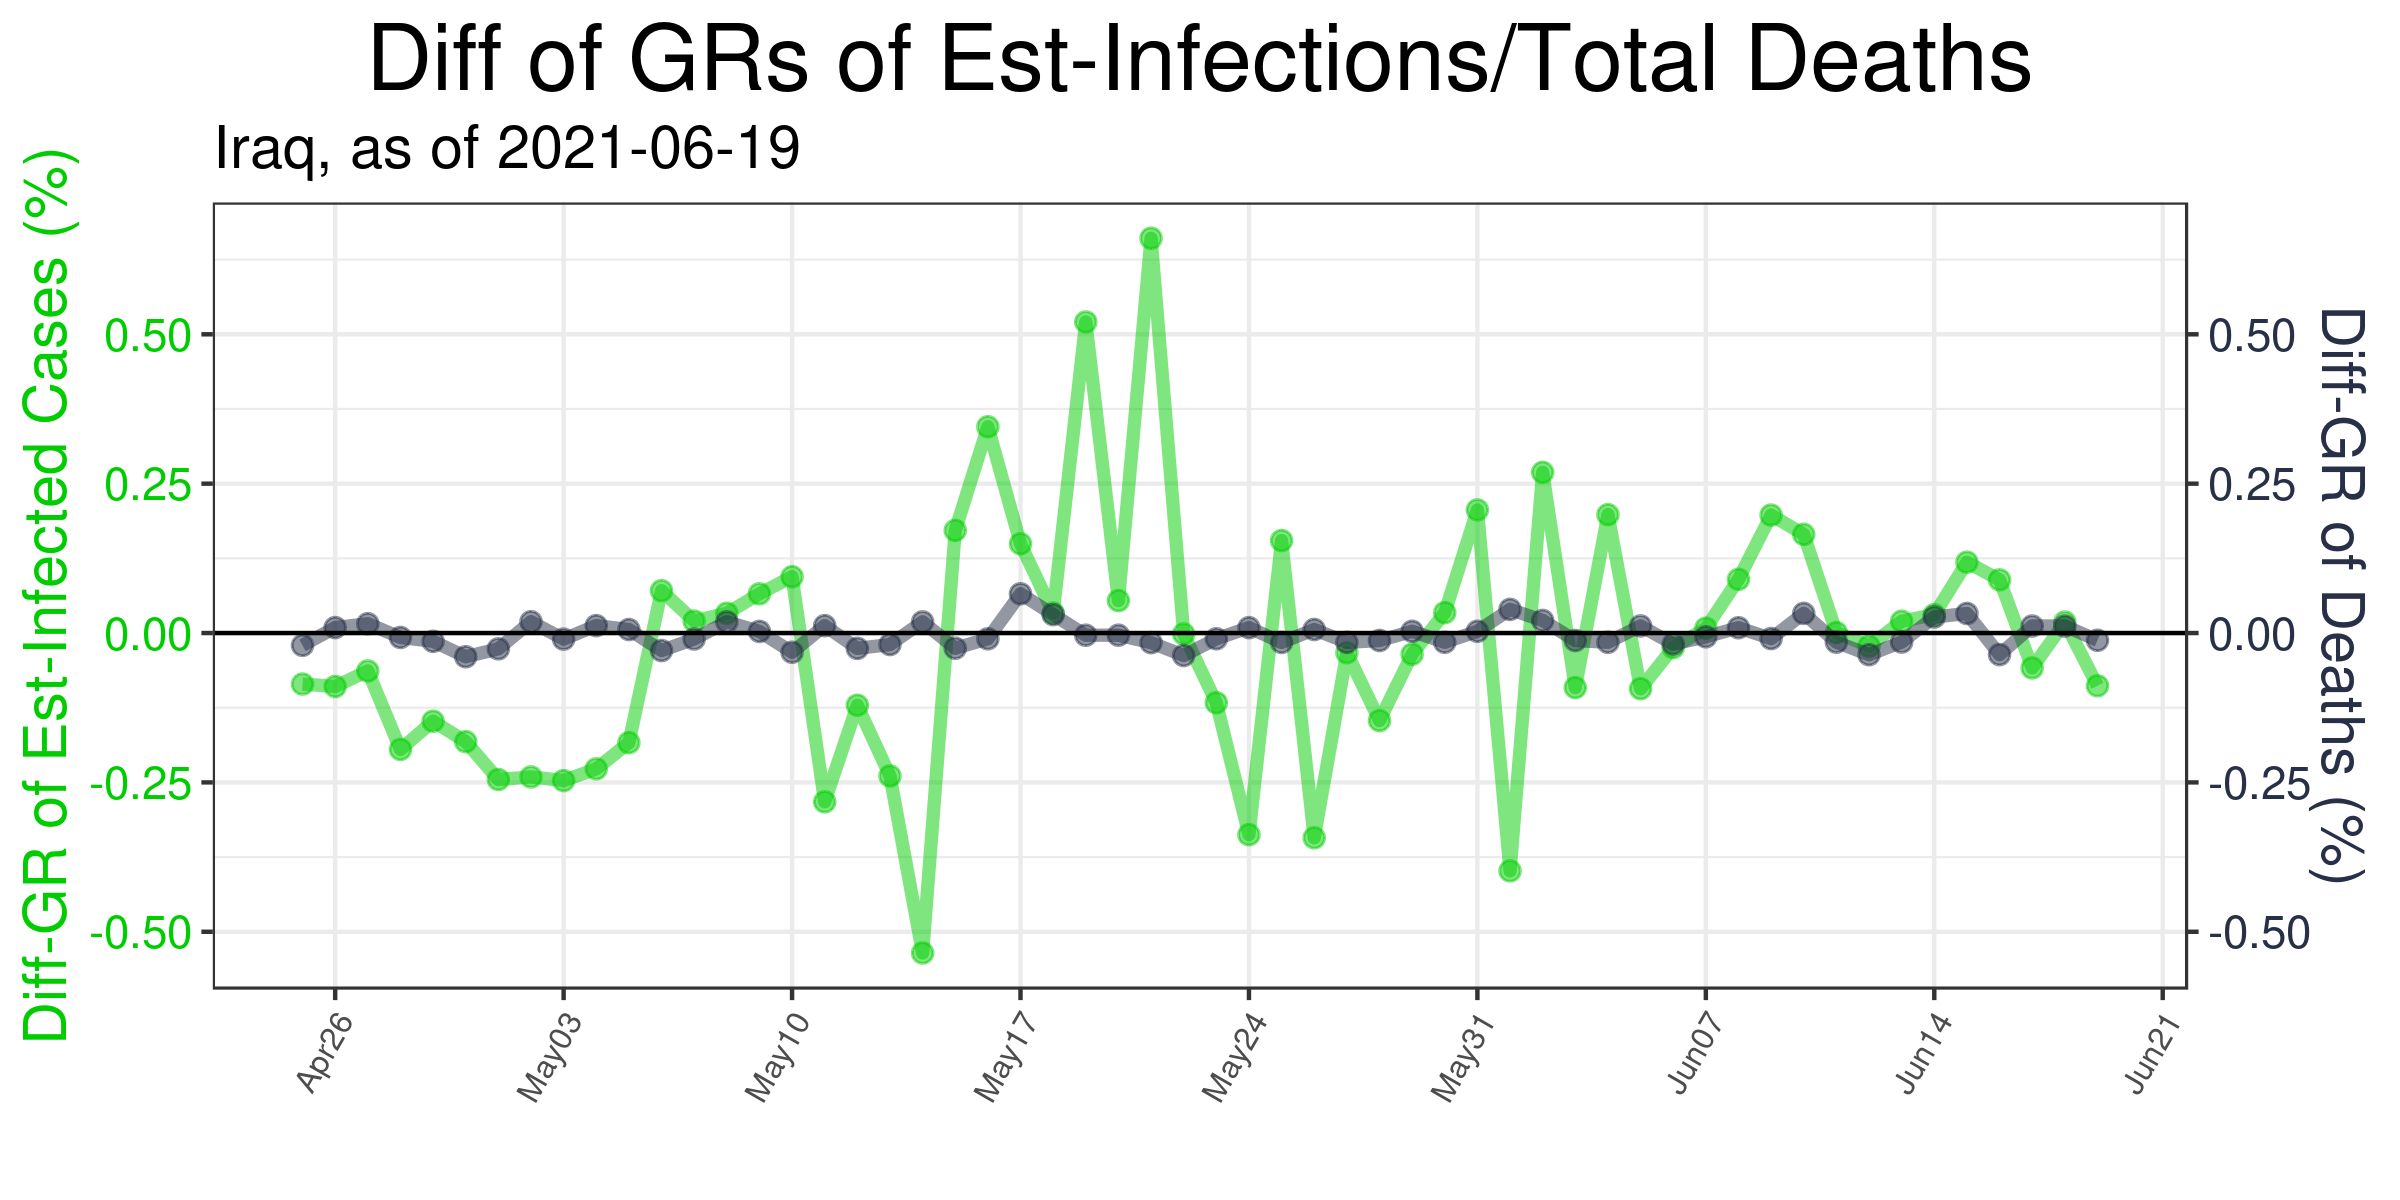 Diff of GRs of Est-Infections/Total Deaths
Iraq, as of 2021-06-19
Diff-GR of Est-Infected Cases (%)
0.50
0.25
0.00
-0.25
-0.50
0.50
0.25
0.00
-0.25
-0.50
Diff-GR of Deaths (%)
Apr26
May03
May10
May17
May24
May31
Jun07
Jun14
Jun21